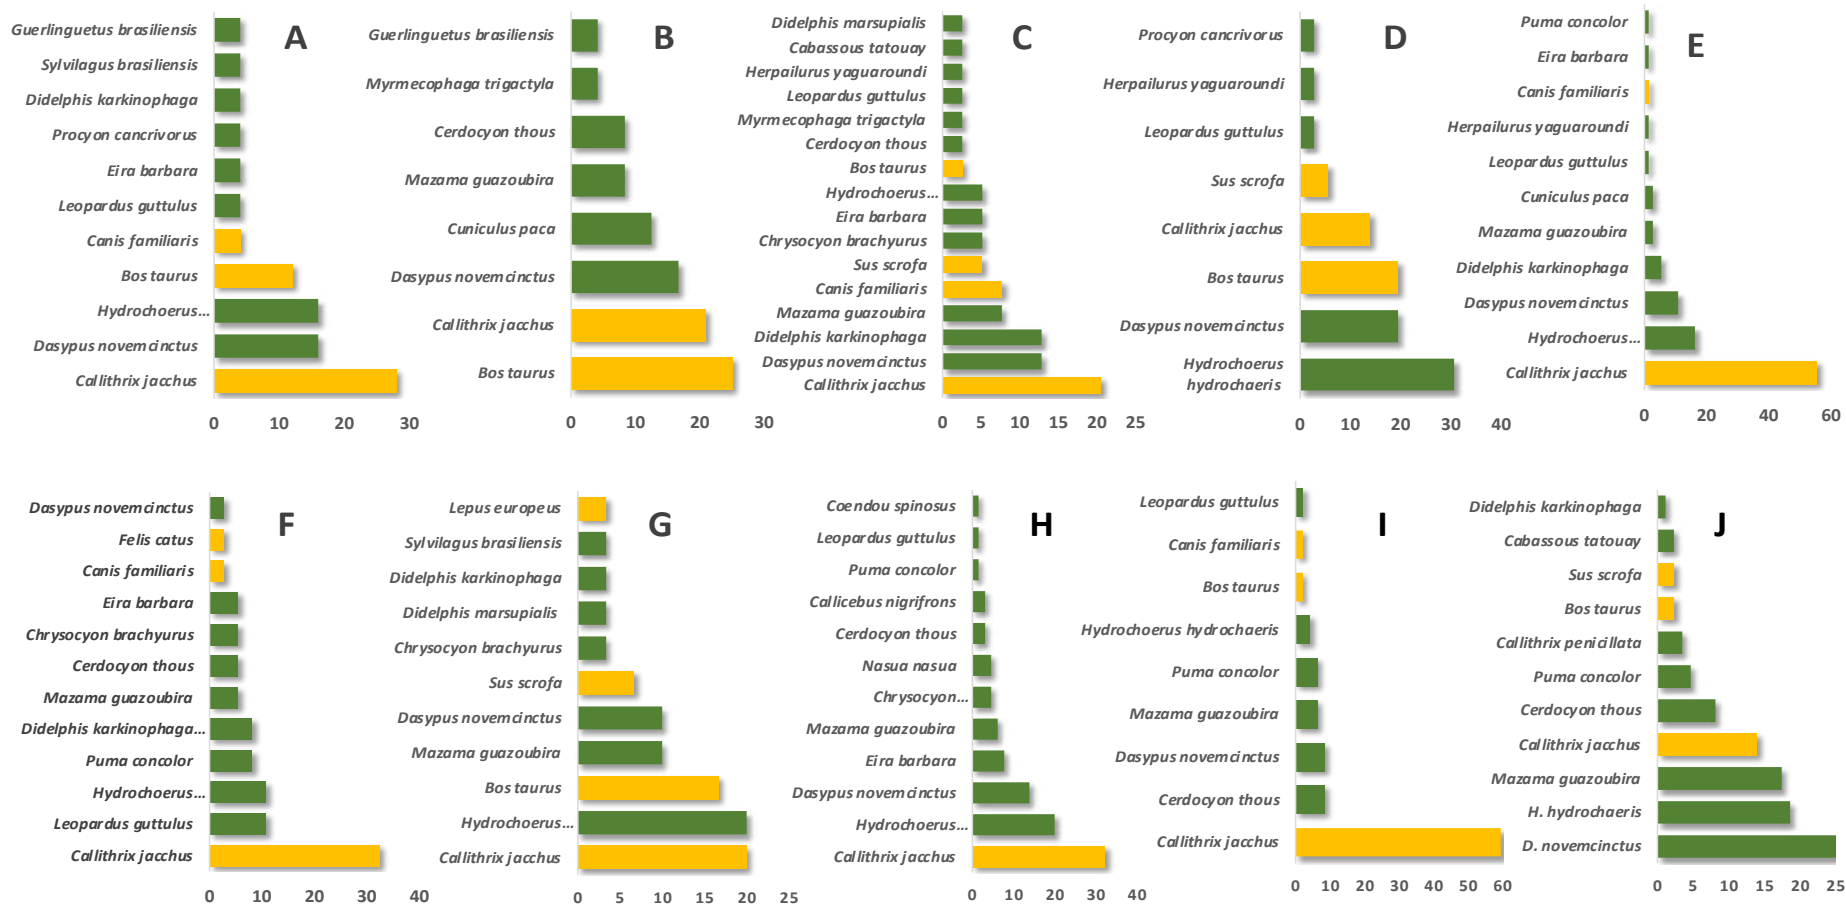 A
Guerlinguetus brasiliensis
Sylvilagus brasiliensis
Didelphis karkinophaga
Procyon cancrivorus
Eira barbara
Leopardus guttulus
Canis familiaris
Bos taurus
Hydrochoerus...
Dasypus novemcinctus
Callithrix jacchus
0 10 20 30
B
Guerlinguetus brasiliensis
Myrmecophaga trigactyla
Cerdocyon thous
Mazama guazoubira
Cuniculus paca
Dasypus novemcinctus
Callithrix jacchus
Bos taurus
0 10 20 30
C
Didelphis marsupialis
Cabassous tatouay
Herpailurus yaguaroundi
Leopardus guttulus
Myrmecophaga trigactyla
Cerdocyon thous
Bos taurus
Hydrochoerus...
Eira barbara
Chrysocyon brachyurus
Sus scrofa
Canis familiaris
Mazama guazoubira
Didelphis karkinophaga
Dasypus novemcinctus
Callithrix jacchus
0 5 10 15 20 25
D
Procyon cancrivorus
Herpailurus yaguaroundi
Leopardus guttulus
Sus scrofa
Callithrix jacchus
Bos taurus
Dasypus novemcinctus
Hydrochoerus
hydrochaeris
0 10 20 30 40
E
Puma concolor
Eira barbara
Canis familiaris
Herpailurus yaguaroundi
Leopardus guttulus
Cuniculus paca
Mazama guazoubira
Didelphis karkinophaga
Dasypus novemcinctus
Hydrochoerus...
Callithrix jacchus
0 20 40 60
F
Dasypus novemcinctus
Felis catus
Canis familiaris
Eira barbara
Chrysocyon brachyurus
Cerdocyon thous
Mazama guazoubira
Didelphis karkinophaga...
Puma concolor
Hydrochoerus...
Leopardus guttulus
Callithrix jacchus
0 10 20 30 40
G
Lepus europeus
Sylvilagus brasiliensis
Didelphis karkinophaga
Didelphis marsupialis
Chrysocyon brachyurus
Sus scrofa
Dasypus novemcinctus
Mazama guazoubira
Bos taurus
Hydrochoerus...
Callithrix jacchus
0 5 10 15 20 25
H
Coendou spinosus
Leopardus guttulus
Puma concolor
Callicebus nigrifrons
Cerdocyon thous
Nasua nasua
Chrysocyon...
Mazama guazoubira
Eira barbara
Dasypus novemcinctus
Hydrochoerus...
Callithrix jacchus
0 10 20 30 40
I
Leopardus guttulus
Canis familiaris
Bos taurus
Hydrochoerus hydrochaeris
Puma concolor
Mazama guazoubira
Dasypus novemcinctus
Cerdocyon thous
Callithrix jacchus
0 10 20 30 40 50 60
J
Didelphis karkinophaga
Cabassous tatouay
Sus scrofa
Bos taurus
Callithrix penicillata
Puma concolor
Cerdocyon thous
Callithrix jacchus
Mazama guazoubira
H. hydrochaeris
D. novemcinctus
0 5 10 15 20 25